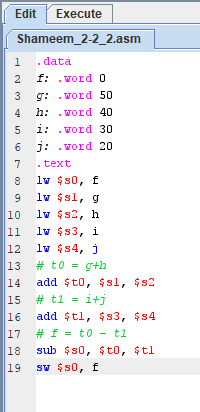 Edit Execute
Shameem_2-2_2.asm
1 .data
2 f: .word 0
3 g: .word 50
4 h: .word 40
5 i: .word 30
6 j: .word 20
7 .text
8 lw $s0, f
9 lw $s1, g
10 lw $s2, h
11 lw $s3, i
12 lw $s4, j
13 # t0 = g+h
14 add $t0, $s1, $s2
15 # t1 = i+j
16 add $t1, $s3, $s4
17 # f = t0 - t1
18 sub $s0, $t0, $t1
19 sw $s0, f